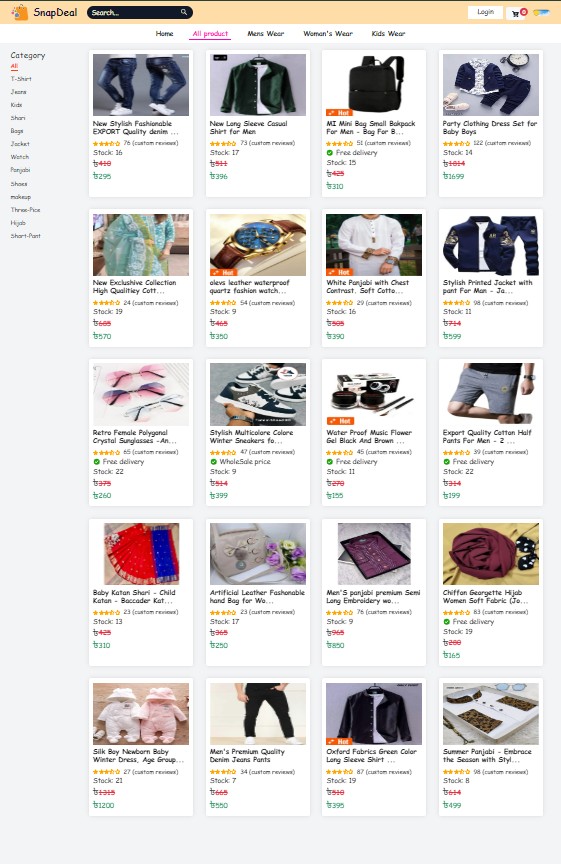 SnapDeal
Search...
Login
0
Home
All product
Mens Wear
Woman's Wear
Kids Wear
Category
All
T-Shirt
Jeans
Kids
Shari
Bags
Jacket
Watch
Panjabi
Shoes
makeup
Three-Pice
Hijab
Short-Pant
New Stylish Fashionable
EXPORT Quality denim ...
76 (custom reviews)
Stock: 16
৳410
৳295
New Long Sleeve Casual
Shirt for Men
73 (custom reviews)
Stock: 17
৳511
৳396
Hot
MI Mini Bag Small Bakpack
For Men - Bag For B...
51 (custom reviews)
Free delivery
Stock: 15
৳425
৳310
Party Clothing Dress Set for
Baby Boys
122 (custom reviews)
Stock: 14
৳1814
৳1699
New Exclushive Collection
High Qualitiey Cott...
24 (custom reviews)
Stock: 19
৳685
৳570
Hot
olevs leather waterproof
quartz fashion watch...
54 (custom reviews)
Stock: 9
৳465
৳350
Hot
White Panjabi with Chest
Contrast. Soft Cotto...
29 (custom reviews)
Stock: 16
৳505
৳390
Stylish Printed Jacket with
pant For Man - Ja...
98 (custom reviews)
Stock: 11
৳714
৳599
Retro Female Polygonal
Crystal Sunglasses -An...
65 (custom reviews)
Free delivery
Stock: 22
৳375
৳260
Stylish Multicolore Colore
Winter Sneakers fo...
47 (custom reviews)
WholeSale price
Stock: 9
৳514
৳399
Hot
Water Proof Music Flower
Gel Black And Brown ...
45 (custom reviews)
Free delivery
Stock: 11
৳270
৳155
Export Quality Cotton Half
Pants For Men - 2 ...
39 (custom reviews)
Free delivery
Stock: 22
৳314
৳199
Baby Katan Shari - Child
Katan - Baccader Kat...
23 (custom reviews)
Stock: 13
৳425
৳310
Artificial Leather Fashionable
hand Bag for Wo...
23 (custom reviews)
Stock: 17
৳365
৳250
Men'S panjabi premium Semi
Long Embroidery wo...
76 (custom reviews)
Stock: 9
৳965
৳850
Chiffon Georgette Hijab
Women Soft Fabric (Jo...
83 (custom reviews)
Free delivery
Stock: 19
৳280
৳165
Silk Boy Newborn Baby
Winter Dress, Age Group...
27 (custom reviews)
Stock: 21
৳1315
৳1200
Men's Premium Quality
Denim Jeans Pants
34 (custom reviews)
Stock: 7
৳665
৳550
Hot
Oxford Fabrics Green Color
Long Sleeve Shirt ...
87 (custom reviews)
Stock: 19
৳510
৳395
Summer Panjabi - Embrace
the Season with Styl...
98 (custom reviews)
Stock: 8
৳614
৳499